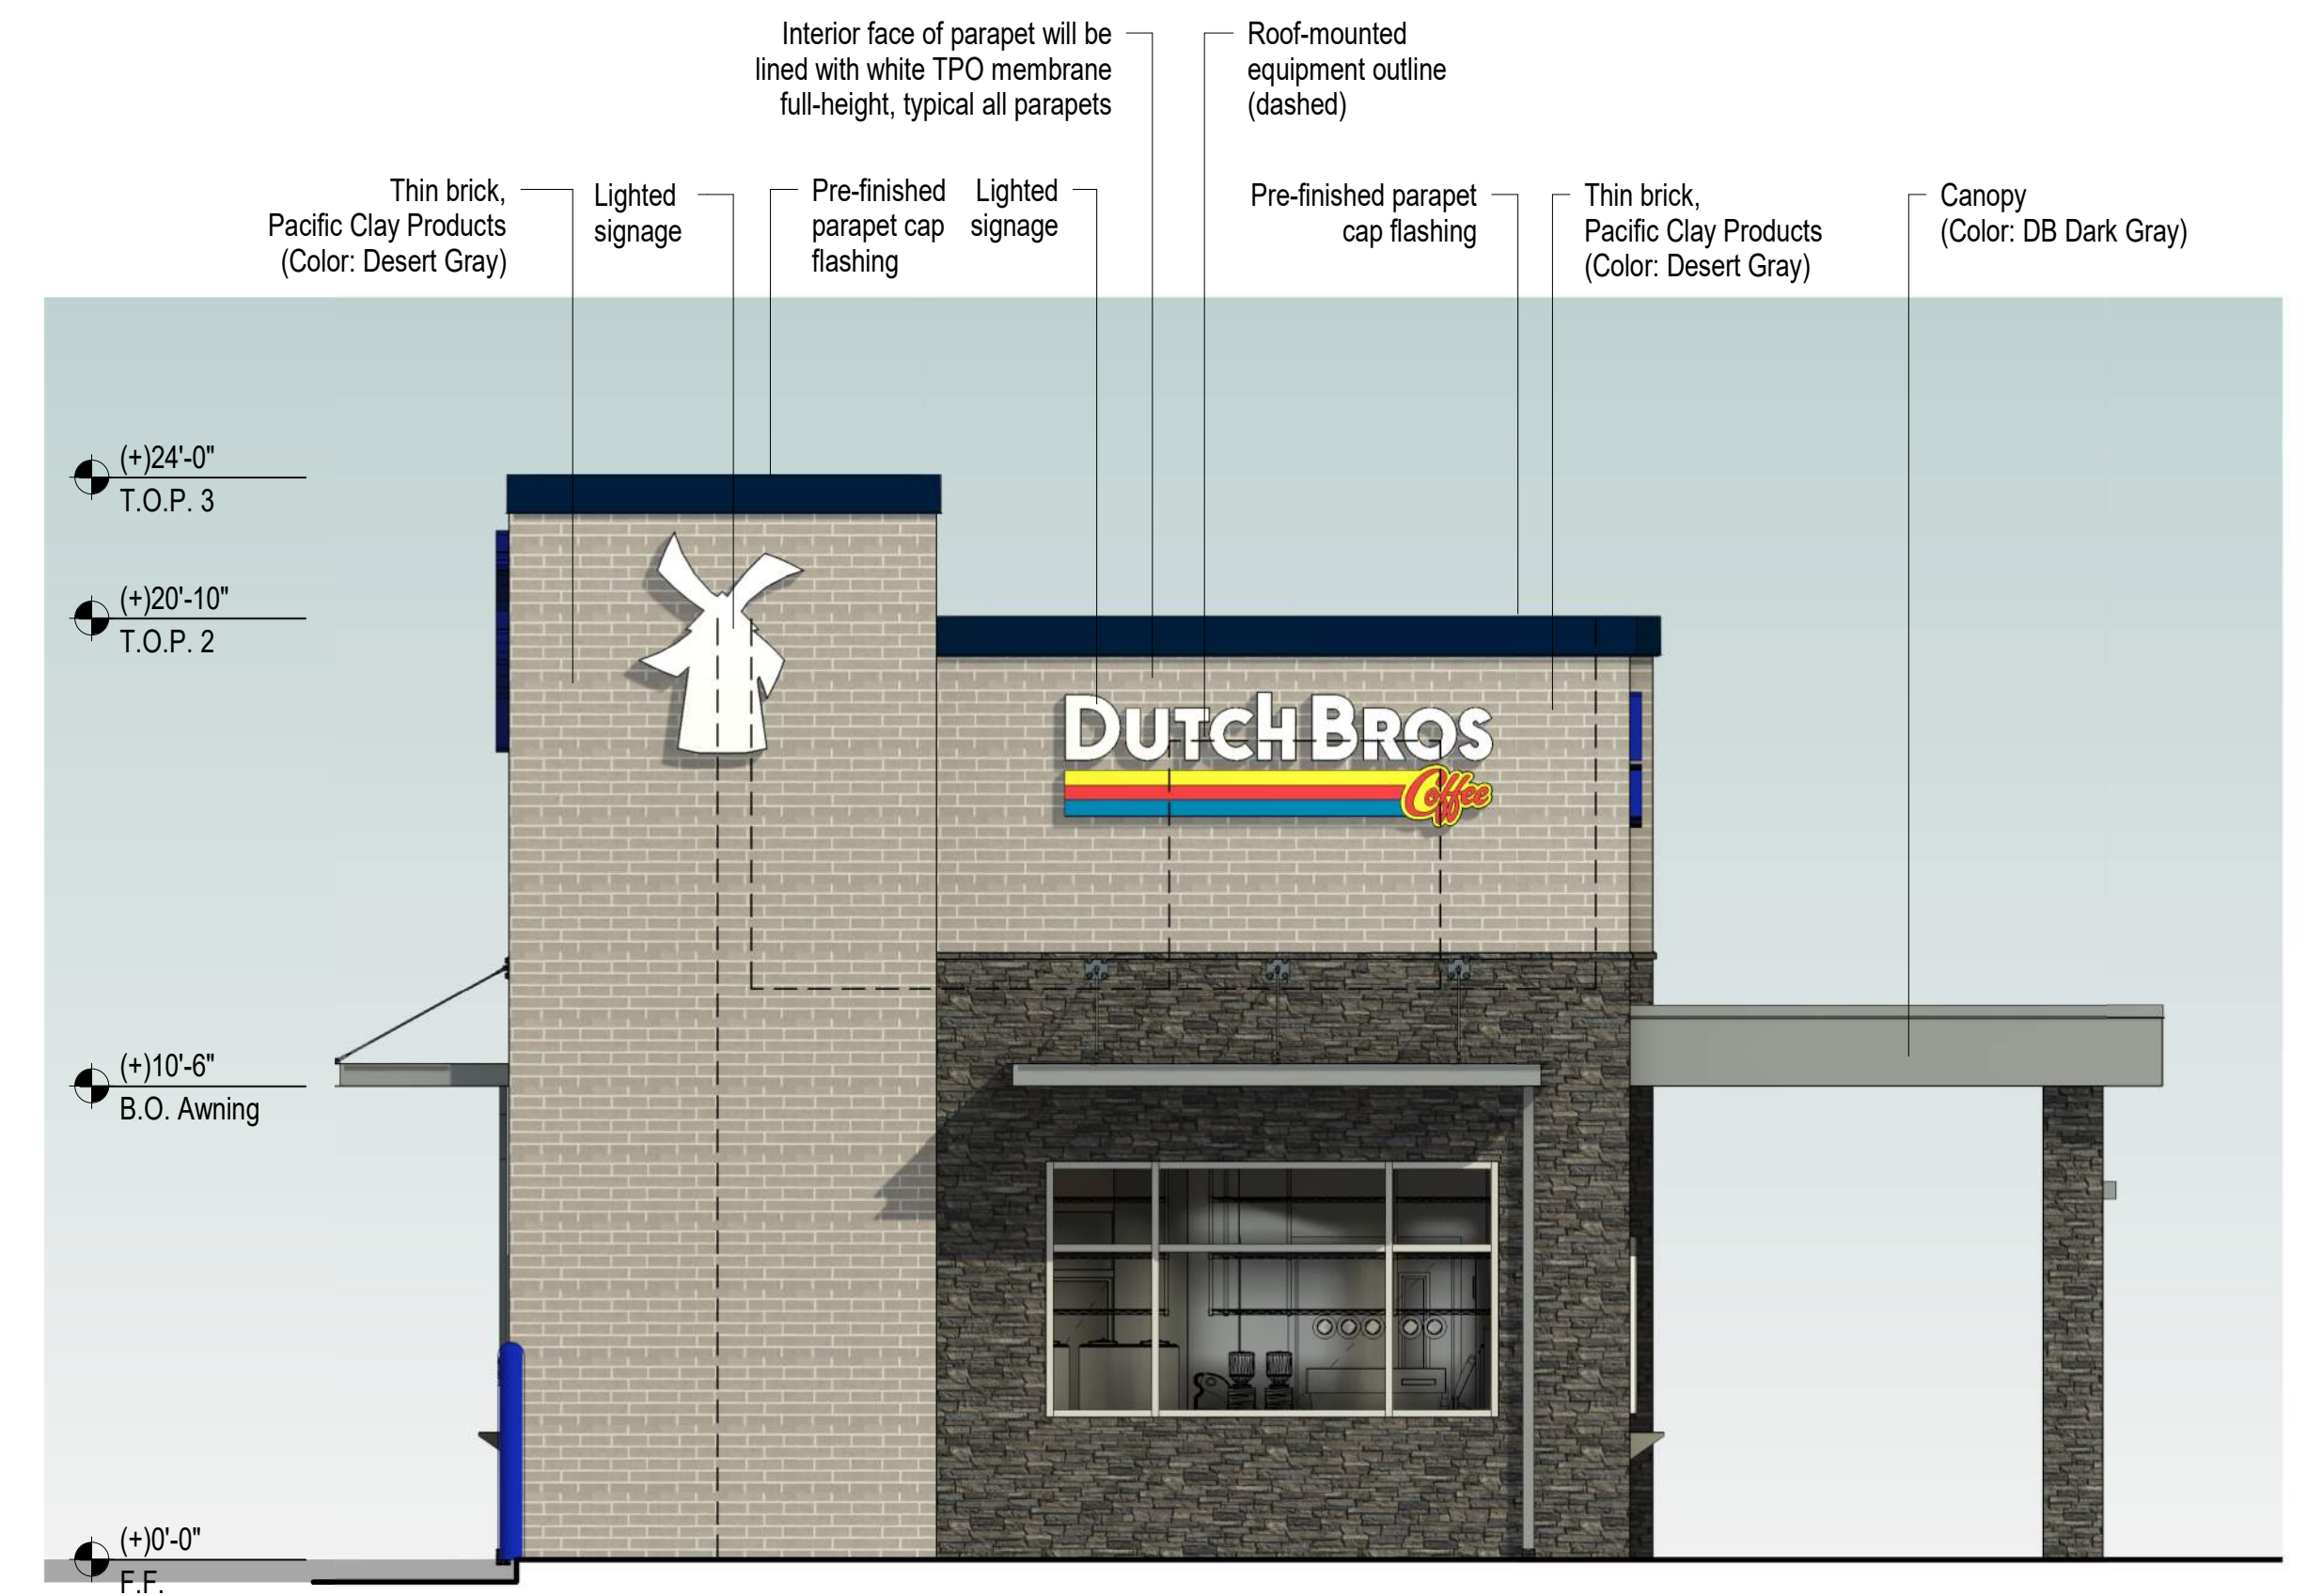 Interior face of parapet will be
lined with white TPO membrane
full-height, typical all parapets
Roof-mounted
equipment outline
(dashed)
Thin brick,
Pacific Clay Products
(Color: Desert Gray)
Lighted
signage
Pre-finished
parapet cap
flashing
Lighted
signage
Pre-finished parapet
cap flashing
Thin brick,
Pacific Clay Products
(Color: Desert Gray)
Canopy
(Color: DB Dark Gray)
(+)24'-0"
T.O.P. 3
(+)20'-10"
T.O.P. 2
DUTCH BROS
Coffee
(+)10'-6"
B.O. Awning
(+)0'-0"
F.F.